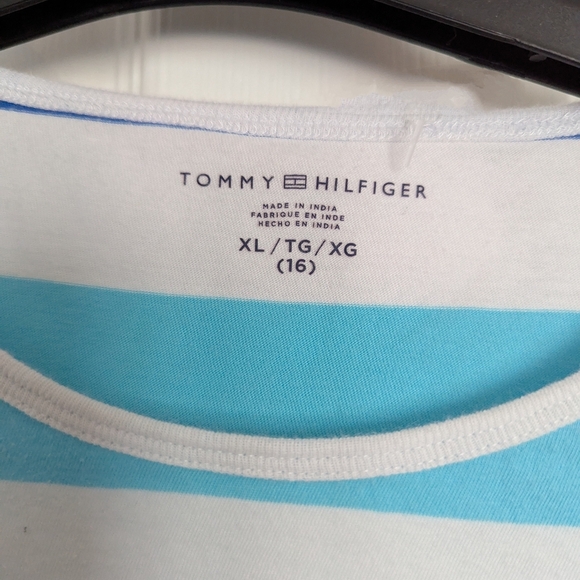 TOMMY HILFIGER
MADE IN INDIA
FABRIQUE EN INDE
HECHO EN INDIA
XL/TG/XG
(16)